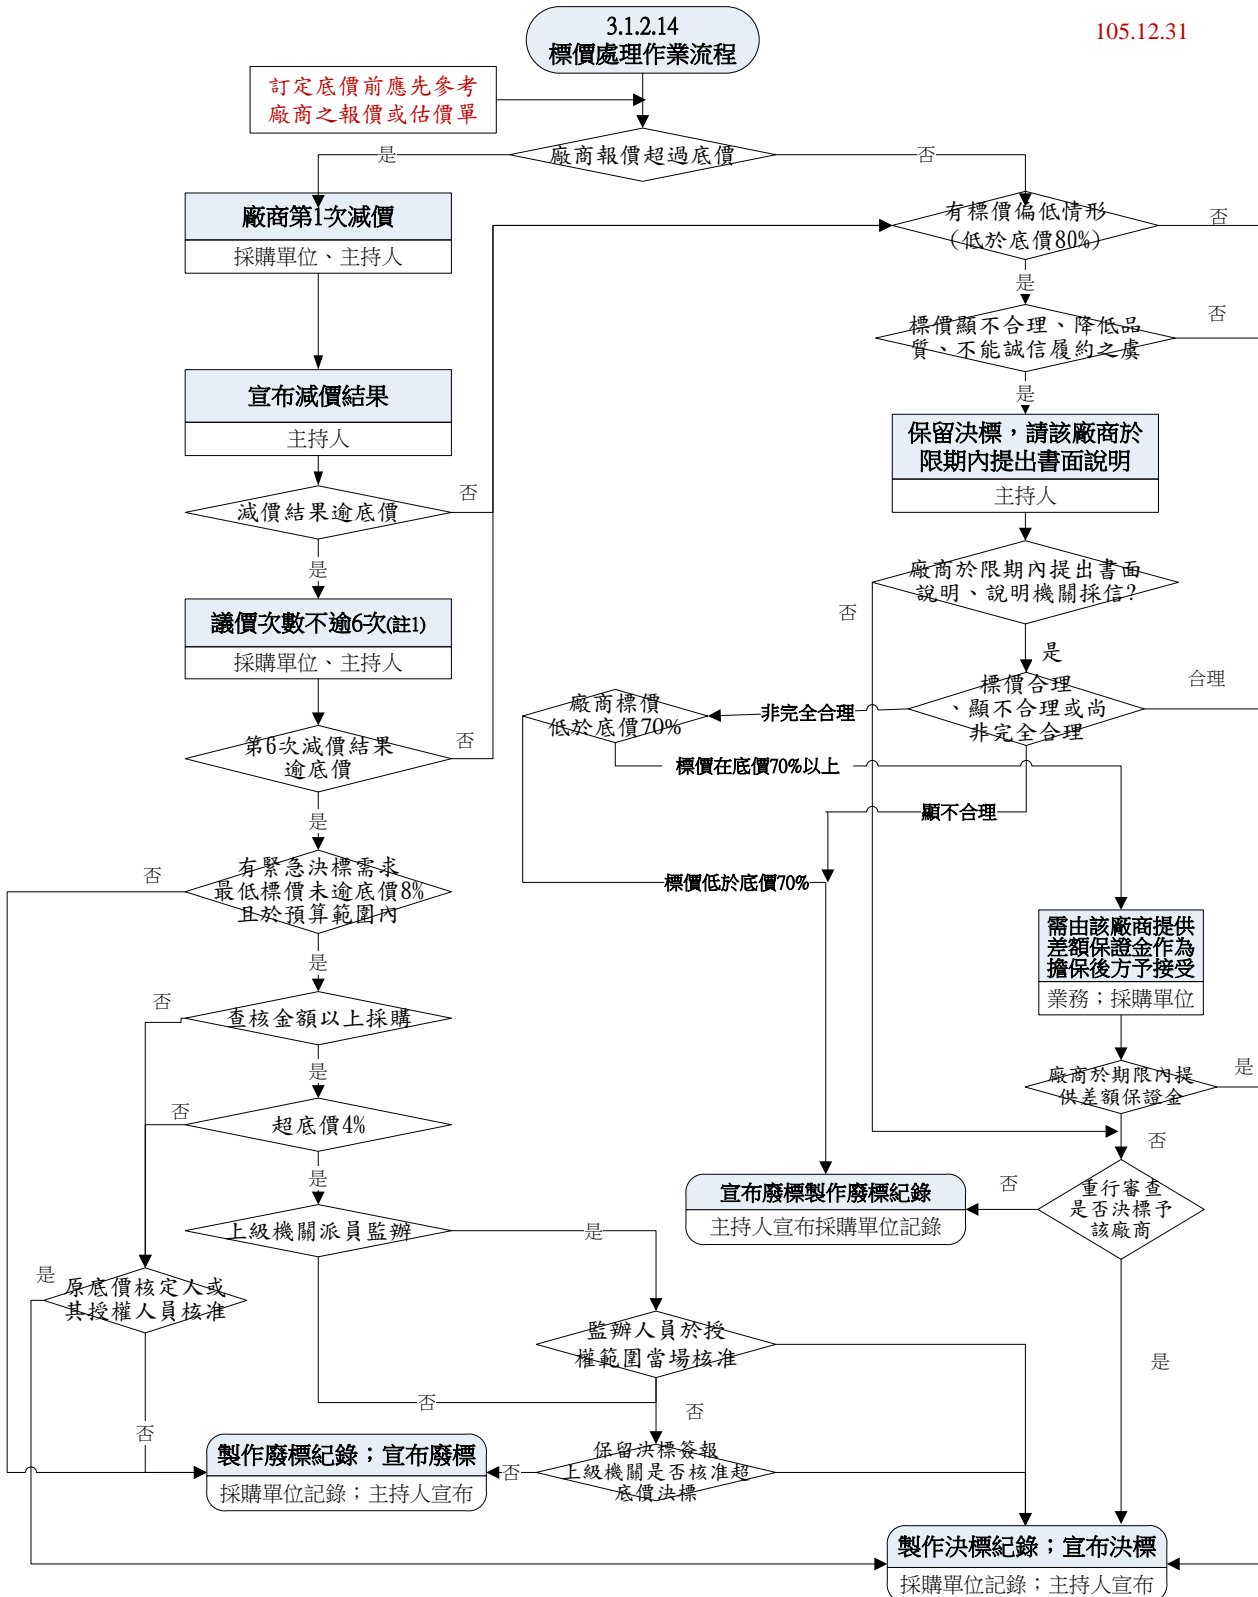 3.1.2.14
標價處理作業流程
105.12.31
訂定底價前應先參考
廠商之報價或估價單
廠商報價超過底價
是
否
廠商第1次減價
採購單位、主持人
有標價偏低情形
(低於底價80%)
否
是
標價顯不合理、降低品
質、不能誠信履約之虞
否
是
宣布減價結果
主持人
保留決標，請該廠商於
限期內提出書面說明
主持人
減價結果逾底價
否
是
廠商於限期內提出書面
說明、說明機關採信?
否
是
議價次數不逾6次(註1)
採購單位、主持人
標價合理
、顯不合理或尚
非完全合理
合理
非完全合理
廠商標價
低於底價70%
標價在底價70%以上
顯不合理
標價低於底價70%
第6次減價結果
逾底價
否
是
有緊急決標需求
最低標價未逾底價8%
且於預算範圍內
否
是
需由該廠商提供
差額保證金作為
擔保後方予接受
業務；採購單位
查核金額以上採購
否
是
廠商於期限內提
供差額保證金
是
否
超底價4%
否
是
重行審查
是否決標予
該廠商
否
是
宣布廢標製作廢標紀錄
主持人宣布採購單位記錄
上級機關派員監辦
是
否
原底價核定人或
其授權人員核准
是
否
監辦人員於授
權範圍當場核准
否
保留決標簽報
上級機關是否核准超
底價決標
否
製作廢標紀錄；宣布廢標
採購單位記錄；主持人宣布
製作決標紀錄；宣布決標
採購單位記錄；主持人宣布